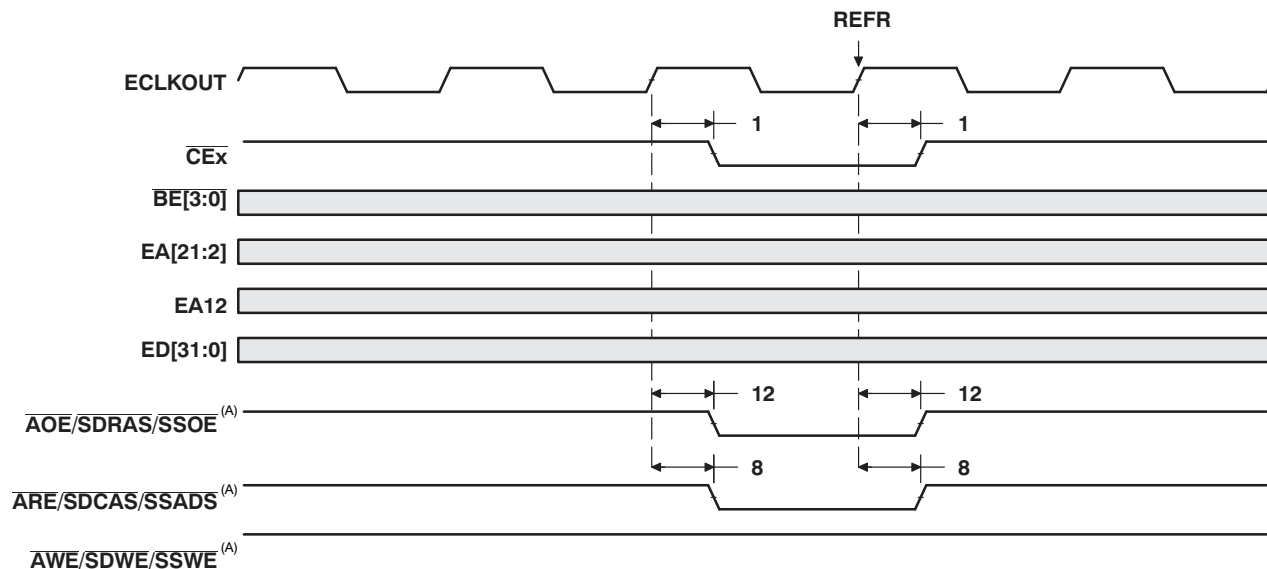 REFR
ECLKOUT
1 1
CEx
BE[3:0]
EA[21:2]
EA12
ED[31:0]
12 12
AOE/SDRAS/SSOE (A)
8 8
ARE/SDCAS/SSADS (A)
AWE/SDWE/SSWE (A)